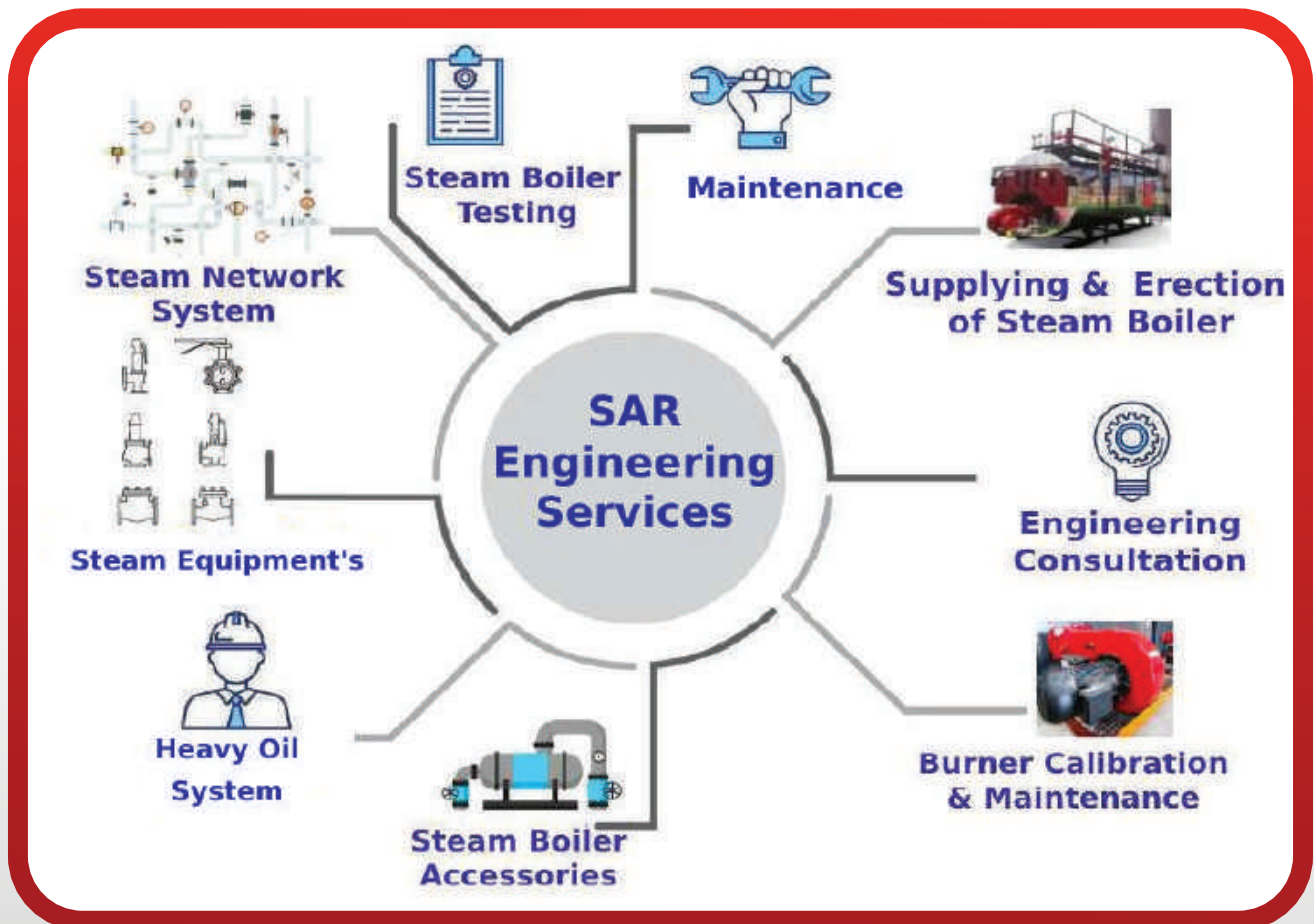 Steam Boiler
Testing
Maintenance
Steam Network
System
Supplying & Erection
of Steam Boiler
SAR
Engineering
Services
Steam Equipment's
Engineering
Consultation
Heavy Oil
System
Burner Calibration
& Maintenance
Steam Boiler
Accessories